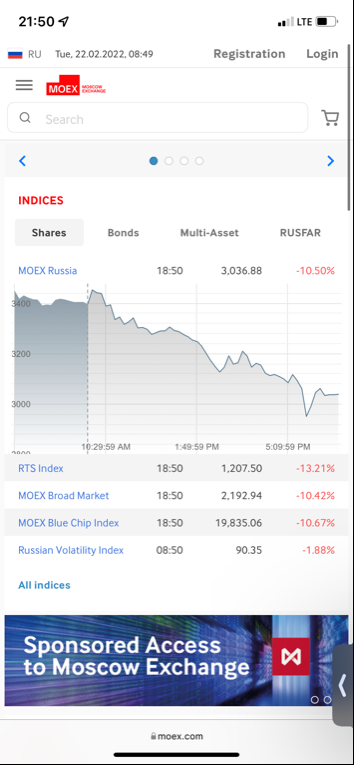 21:50 LTE
RU Tue, 22.02.2022, 08:49 Registration Login
MOEX MOSCOW EXCHANGE
Search
INDICES
Shares Bonds Multi-Asset RUSFAR
MOEX Russia 18:50 3,036.88 -10.50%
3400
3200
3000
2800
10:29:59 AM 1:49:59 PM 5:09:59 PM
RTS Index 18:50 1,207.50 -13.21%
MOEX Broad Market 18:50 2,192.94 -10.42%
MOEX Blue Chip Index 18:50 19,835.06 -10.67%
Russian Volatility Index 08:50 90.35 -1.88%
All indices
Sponsored Access
to Moscow Exchange
moex.com